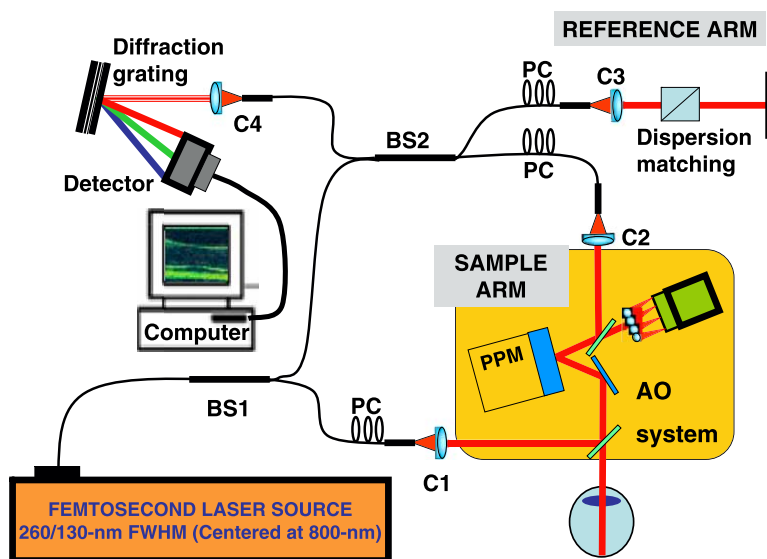 REFERENCE ARM
Diffraction
grating
PC
C3
C4
BS2
Dispersion
matching
PC
Detector
C2
SAMPLE
ARM
Computer
PPM
AO
system
BS1
PC
C1
FEMTOSECOND LASER SOURCE
260/130-nm FWHM (Centered at 800-nm)